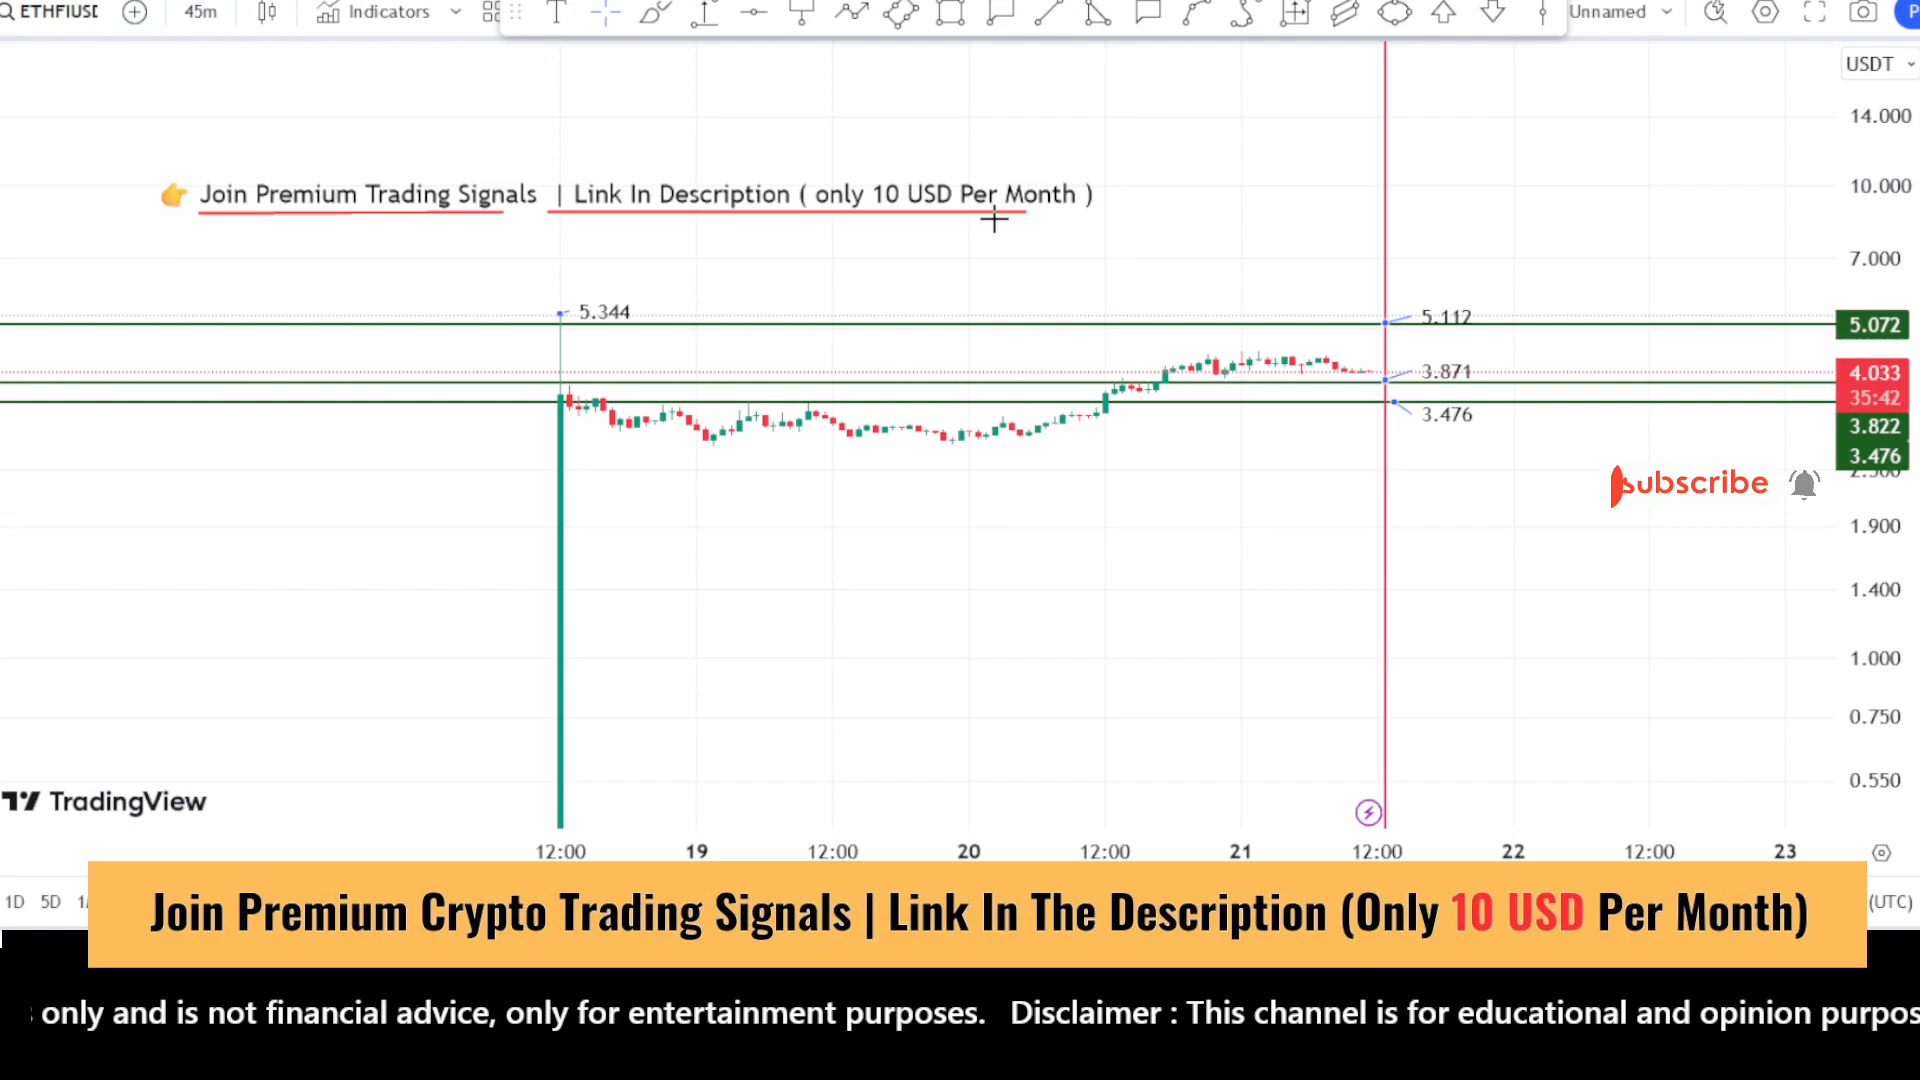 ETHFIUSD 45m Indicators Unnamed
USDT
14.000
👉 Join Premium Trading Signals | Link In Description ( only 10 USD Per Month )
10.000
7.000
5.344
5.112
5.072
3.871
4.033
35:42
3.476
3.822
3.476
subscribe
1.900
1.400
1.000
0.750
0.550
TradingView
12:00 19 12:00 20 12:00 21 12:00 22 12:00 23
1D 5D (UTC)
Join Premium Crypto Trading Signals | Link In The Description (Only 10 USD Per Month)
only and is not financial advice, only for entertainment purposes. Disclaimer : This channel is for educational and opinion purpos